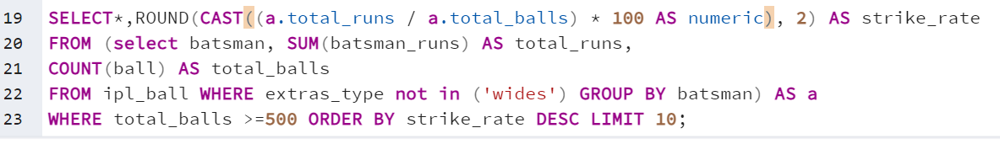 19 SELECT*,ROUND(CAST((a.total_runs / a.total_balls) * 100 AS numeric), 2) AS strike_rate
20 FROM (select batsman, SUM(batsman_runs) AS total_runs,
21 COUNT(ball) AS total_balls
22 FROM ipl_ball WHERE extras_type not in ('wides') GROUP BY batsman) AS a
23 WHERE total_balls >=500 ORDER BY strike_rate DESC LIMIT 10;